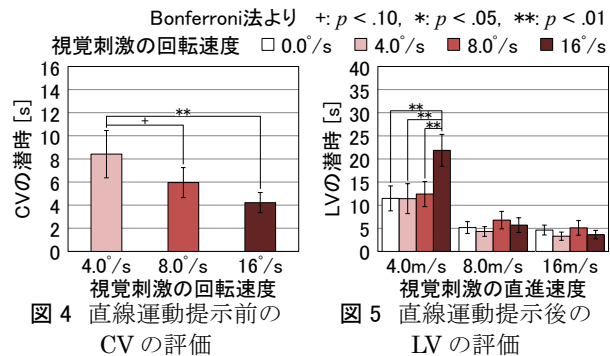 Bonferroni法より +: p < .10, *: p < .05, **: p < .01
視覚刺激の回転速度 0.0°/s 4.0°/s 8.0°/s 16°/s
CVの潜時 [s]
16
14
12
10
8
6
4
2
0
**
+
4.0°/s 8.0°/s 16°/s
視覚刺激の回転速度
図 4 直線運動提示前の
CV の評価
LVの潜時 [s]
40
35
30
25
20
15
10
5
0
**
**
**
4.0m/s 8.0m/s 16m/s
視覚刺激の直進速度
図 5 直線運動提示後の
LV の評価